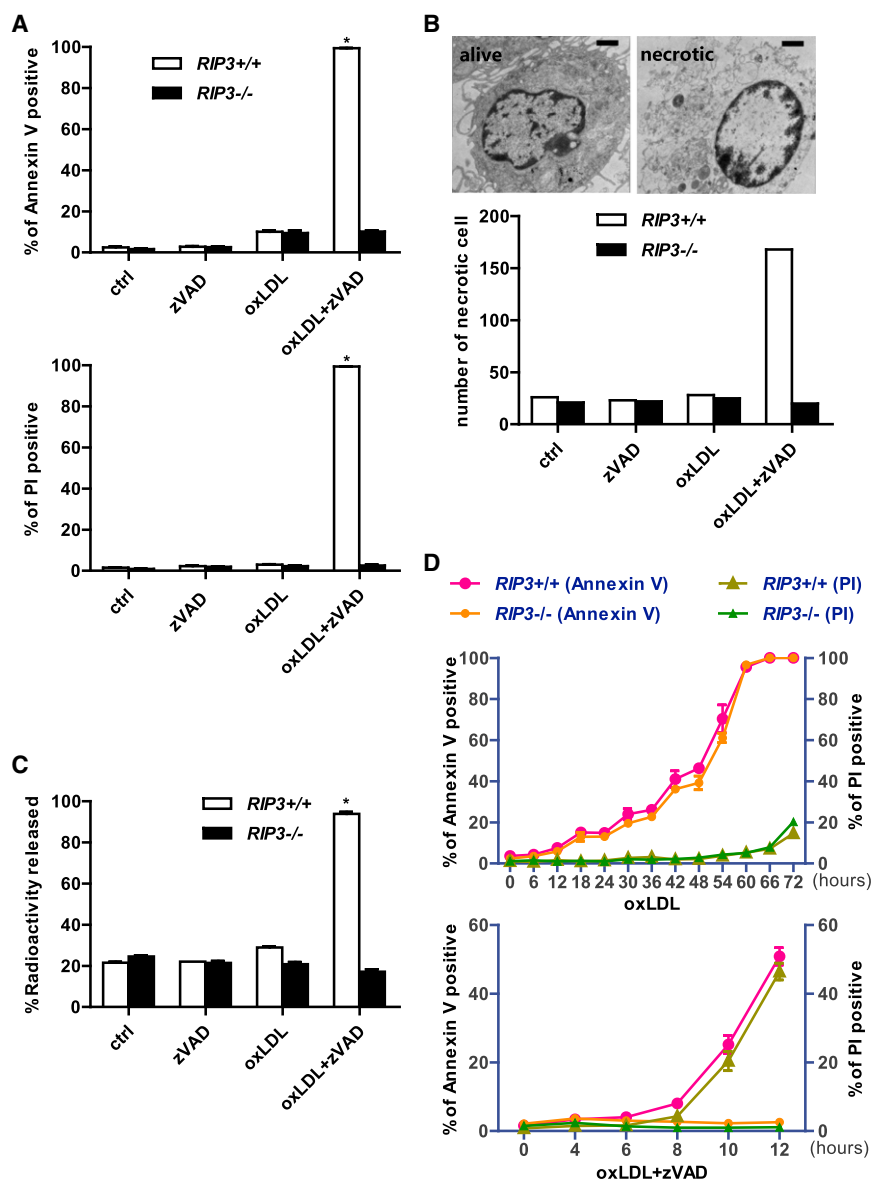 A
% of Annexin V positive
100
80
60
40
20
0
RIP3+/+
RIP3-/-
*
ctrl
zVAD
oxLDL
oxLDL+zVAD
% of PI positive
100
80
60
40
20
0
*
ctrl
zVAD
oxLDL
oxLDL+zVAD
B
alive
necrotic
number of necrotic cell
200
150
100
50
0
RIP3+/+
RIP3-/-
ctrl
zVAD
oxLDL
oxLDL+zVAD
C
% Radioactivity released
100
80
60
40
20
0
RIP3+/+
RIP3-/-
*
ctrl
zVAD
oxLDL
oxLDL+zVAD
D
RIP3+/+ (Annexin V)
RIP3+/+ (PI)
RIP3-/- (Annexin V)
RIP3-/- (PI)
% of Annexin V positive
100
80
60
40
20
0
% of PI positive
100
80
60
40
20
0
0 6 12 18 24 30 36 42 48 54 60 66 72 (hours)
oxLDL
% of Annexin V positive
60
40
20
0
% of PI positive
60
40
20
0
0 4 6 8 10 12 (hours)
oxLDL+zVAD